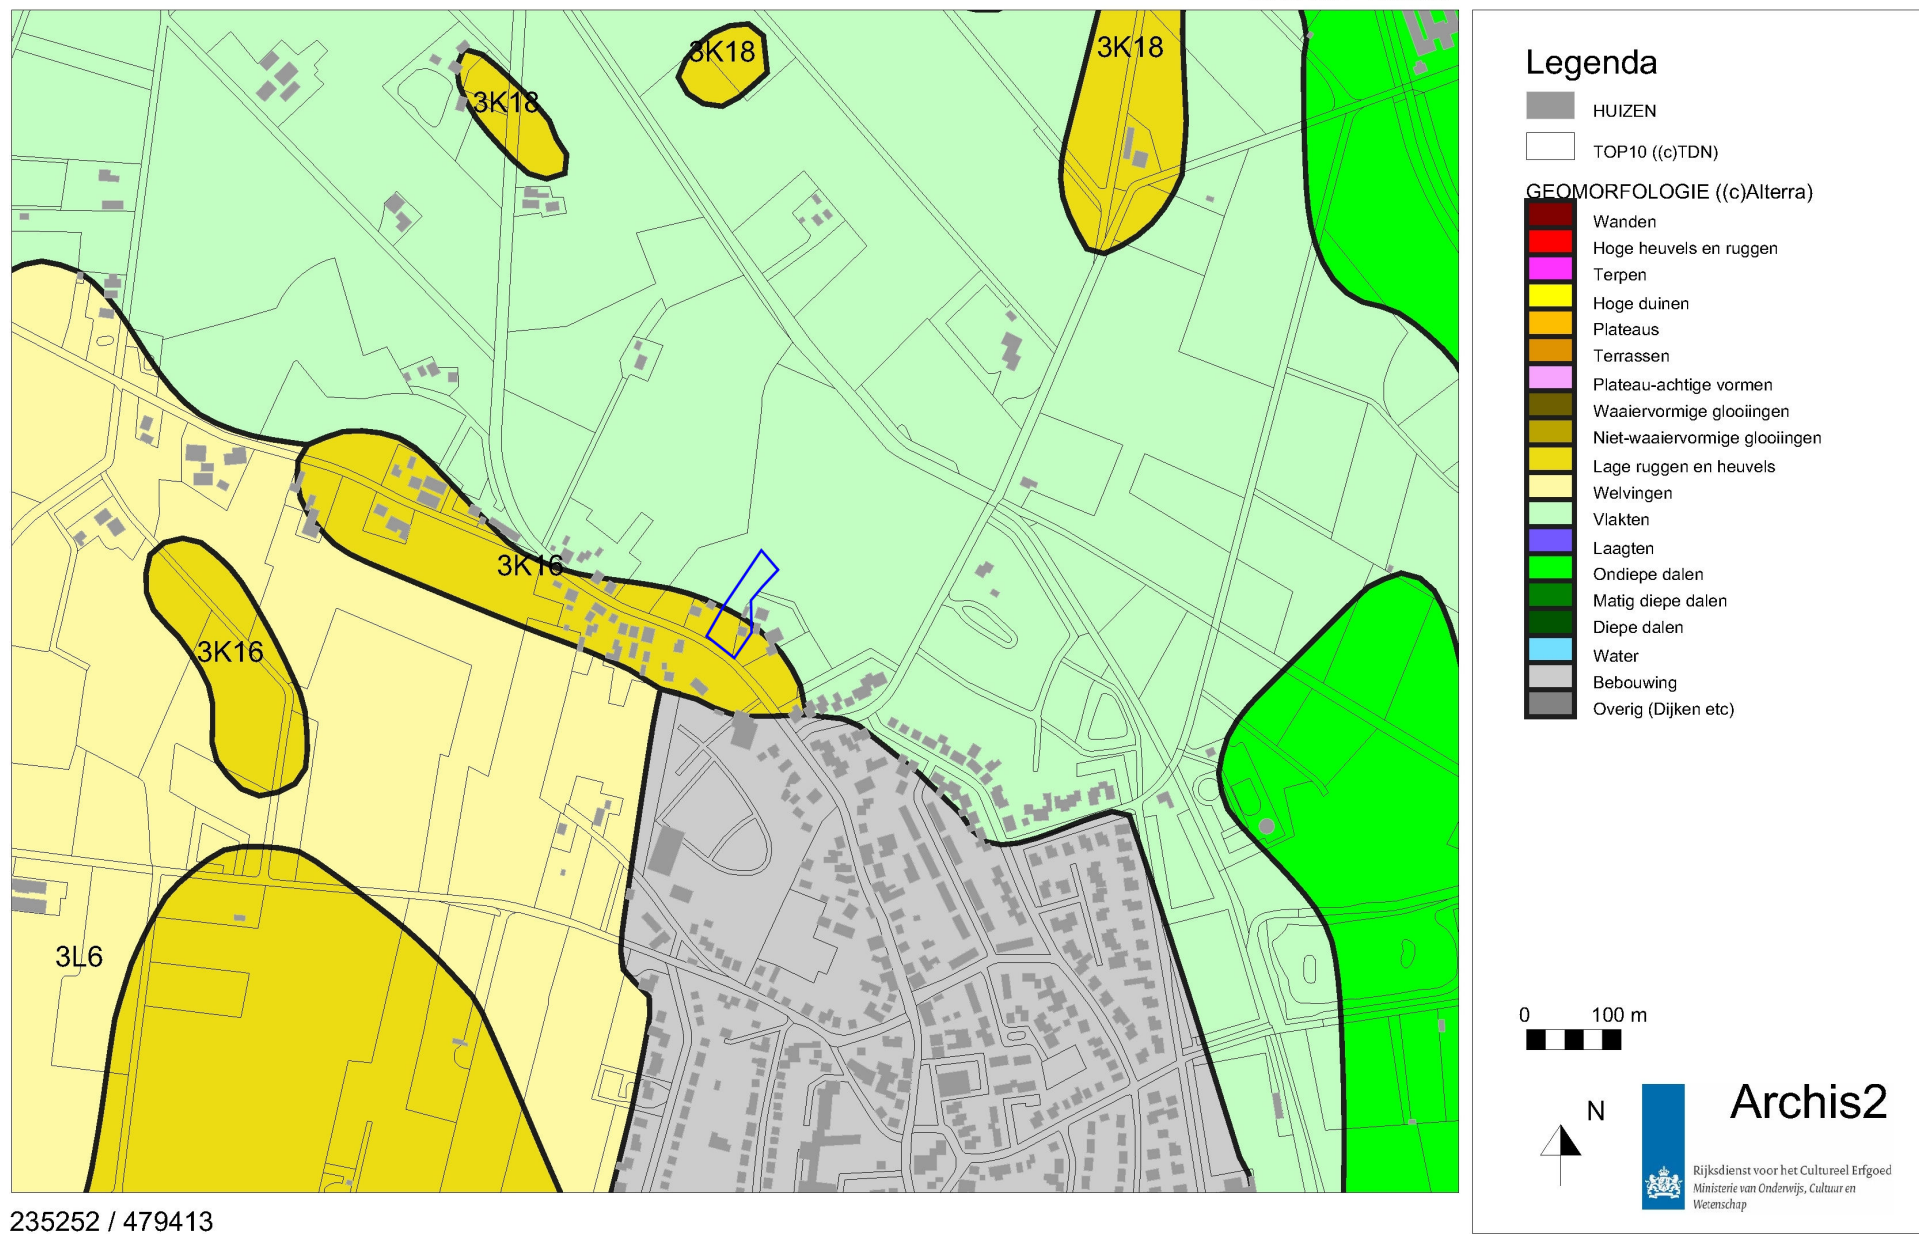 3K18
3K18
3K18
3K16
3K16
3L6
235252 / 479413
Legenda
HUIZEN
TOP10 ((c)TDN)
GEOMORFOLOGIE ((c)Alterra)
Wanden
Hoge heuvels en ruggen
Terpen
Hoge duinen
Plateaus
Terrassen
Plateau-achtige vormen
Waaiervormige glooiingen
Niet-waaiervormige glooiingen
Lage ruggen en heuvels
Welvingen
Vlakten
Laagten
Ondiepe dalen
Matig diepe dalen
Diepe dalen
Water
Bebouwing
Overig (Dijken etc)
0 100 m
N
Archis2
Rijksdienst voor het Cultureel Erfgoed
Ministerie van Onderwijs, Cultuur en
Wetenschap